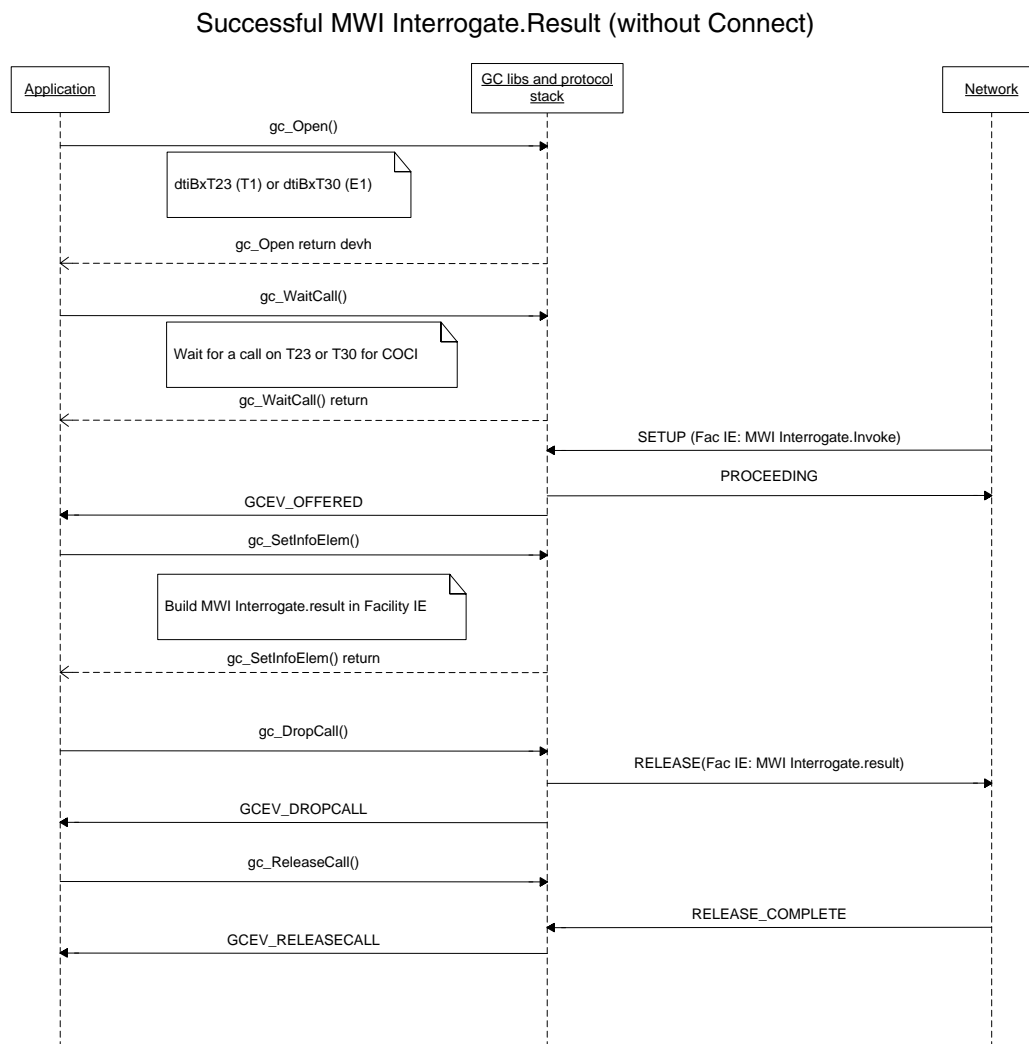 Successful MWI Interrogate.Result (without Connect)
Application
GC libs and protocol
stack
Network
gc_Open()
dtiBxT23 (T1) or dtiBxT30 (E1)
gc_Open return devh
gc_WaitCall()
Wait for a call on T23 or T30 for COCI
gc_WaitCall() return
SETUP (Fac IE: MWI Interrogate.Invoke)
PROCEEDING
GCEV_OFFERED
gc_SetInfoElem()
Build MWI Interrogate.result in Facility IE
gc_SetInfoElem() return
gc_DropCall()
RELEASE(Fac IE: MWI Interrogate.result)
GCEV_DROPCALL
gc_ReleaseCall()
RELEASE_COMPLETE
GCEV_RELEASECALL